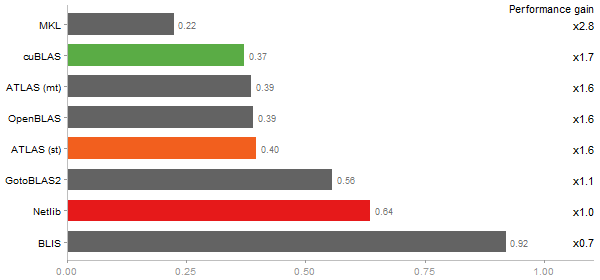 Performance gain
MKL 0.22 x2.8
cuBLAS 0.37 x1.7
ATLAS (mt) 0.39 x1.6
OpenBLAS 0.39 x1.6
ATLAS (st) 0.40 x1.6
GotoBLAS2 0.56 x1.1
Netlib 0.64 x1.0
BLIS 0.92 x0.7
0.00 0.25 0.50 0.75 1.00